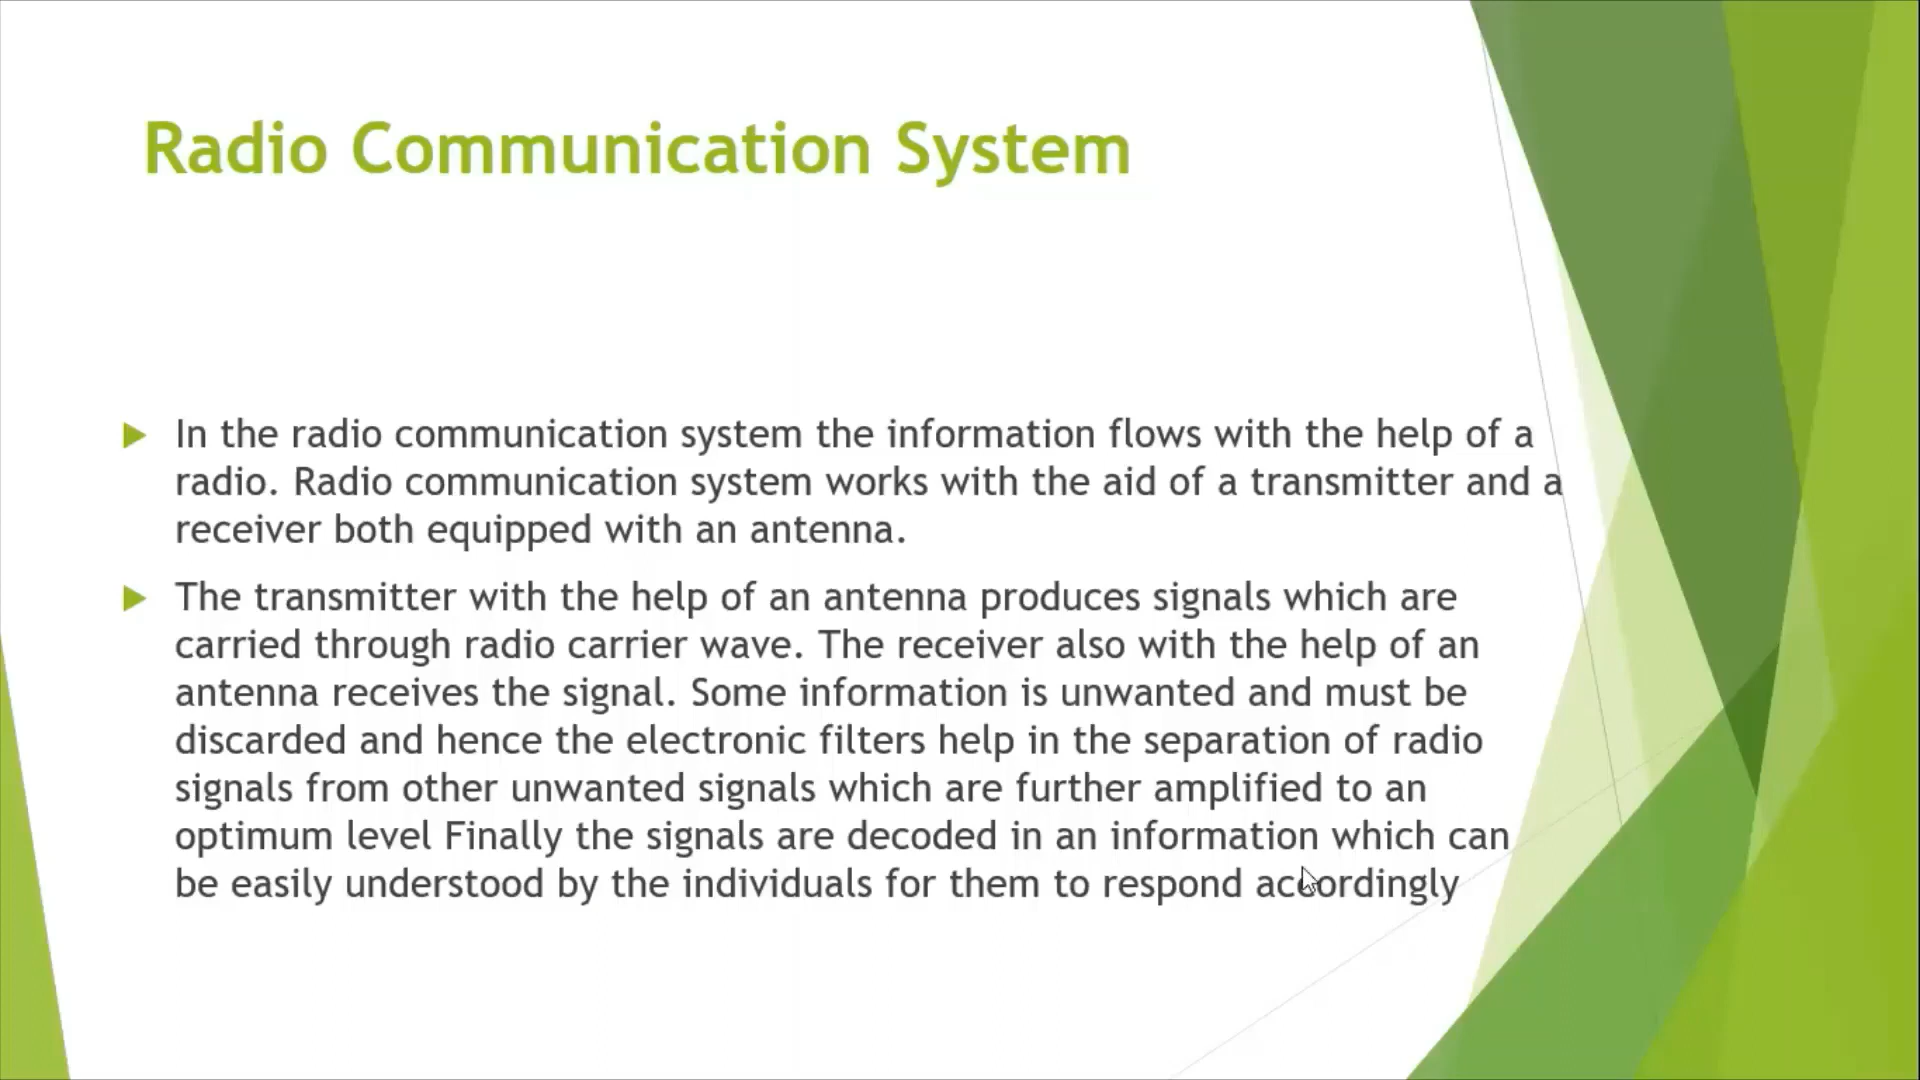 Radio Communication System
In the radio communication system the information flows with the help of a
radio. Radio communication system works with the aid of a transmitter and a
receiver both equipped with an antenna.
The transmitter with the help of an antenna produces signals which are
carried through radio carrier wave. The receiver also with the help of an
antenna receives the signal. Some information is unwanted and must be
discarded and hence the electronic filters help in the separation of radio
signals from other unwanted signals which are further amplified to an
optimum level Finally the signals are decoded in an information which can
be easily understood by the individuals for them to respond accordingly